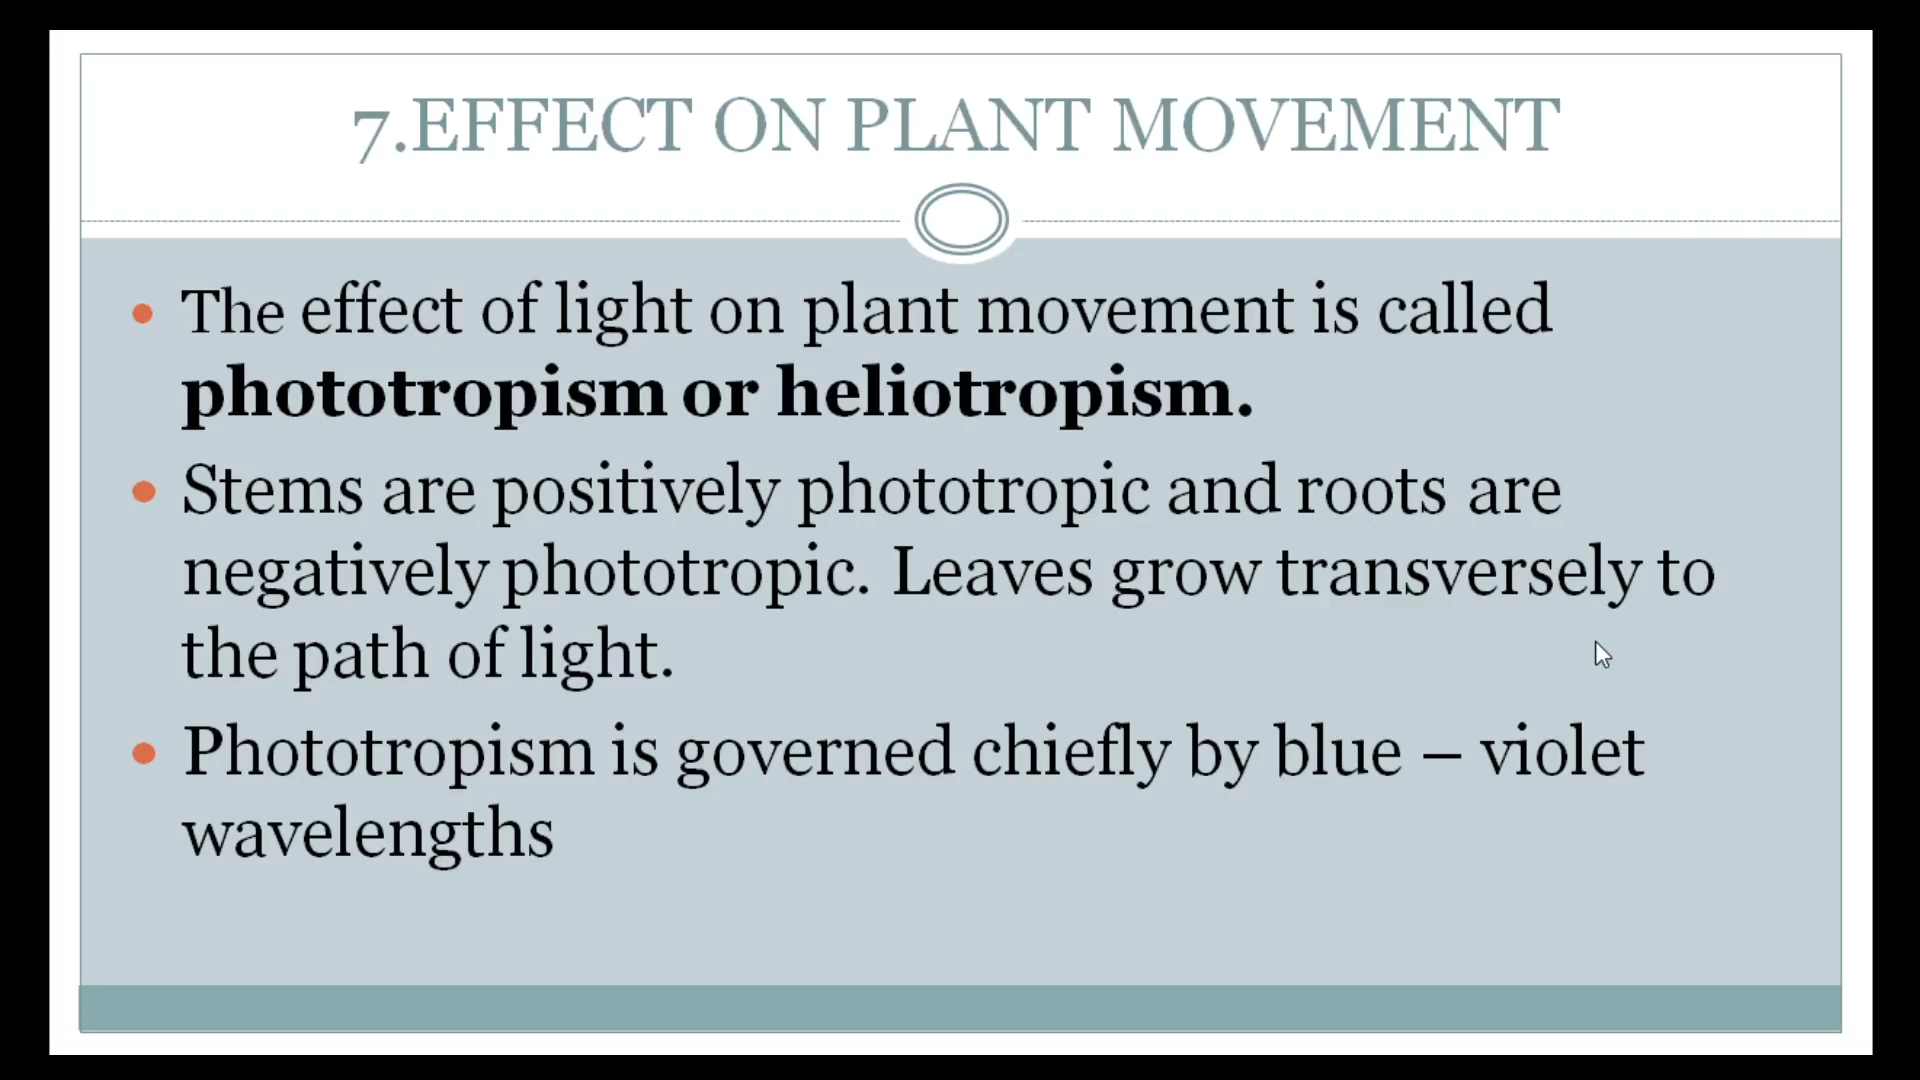 7.EFFECT ON PLANT MOVEMENT
• The effect of light on plant movement is called
phototropism or heliotropism.
• Stems are positively phototropic and roots are
negatively phototropic. Leaves grow transversely to
the path of light.
• Phototropism is governed chiefly by blue – violet
wavelengths